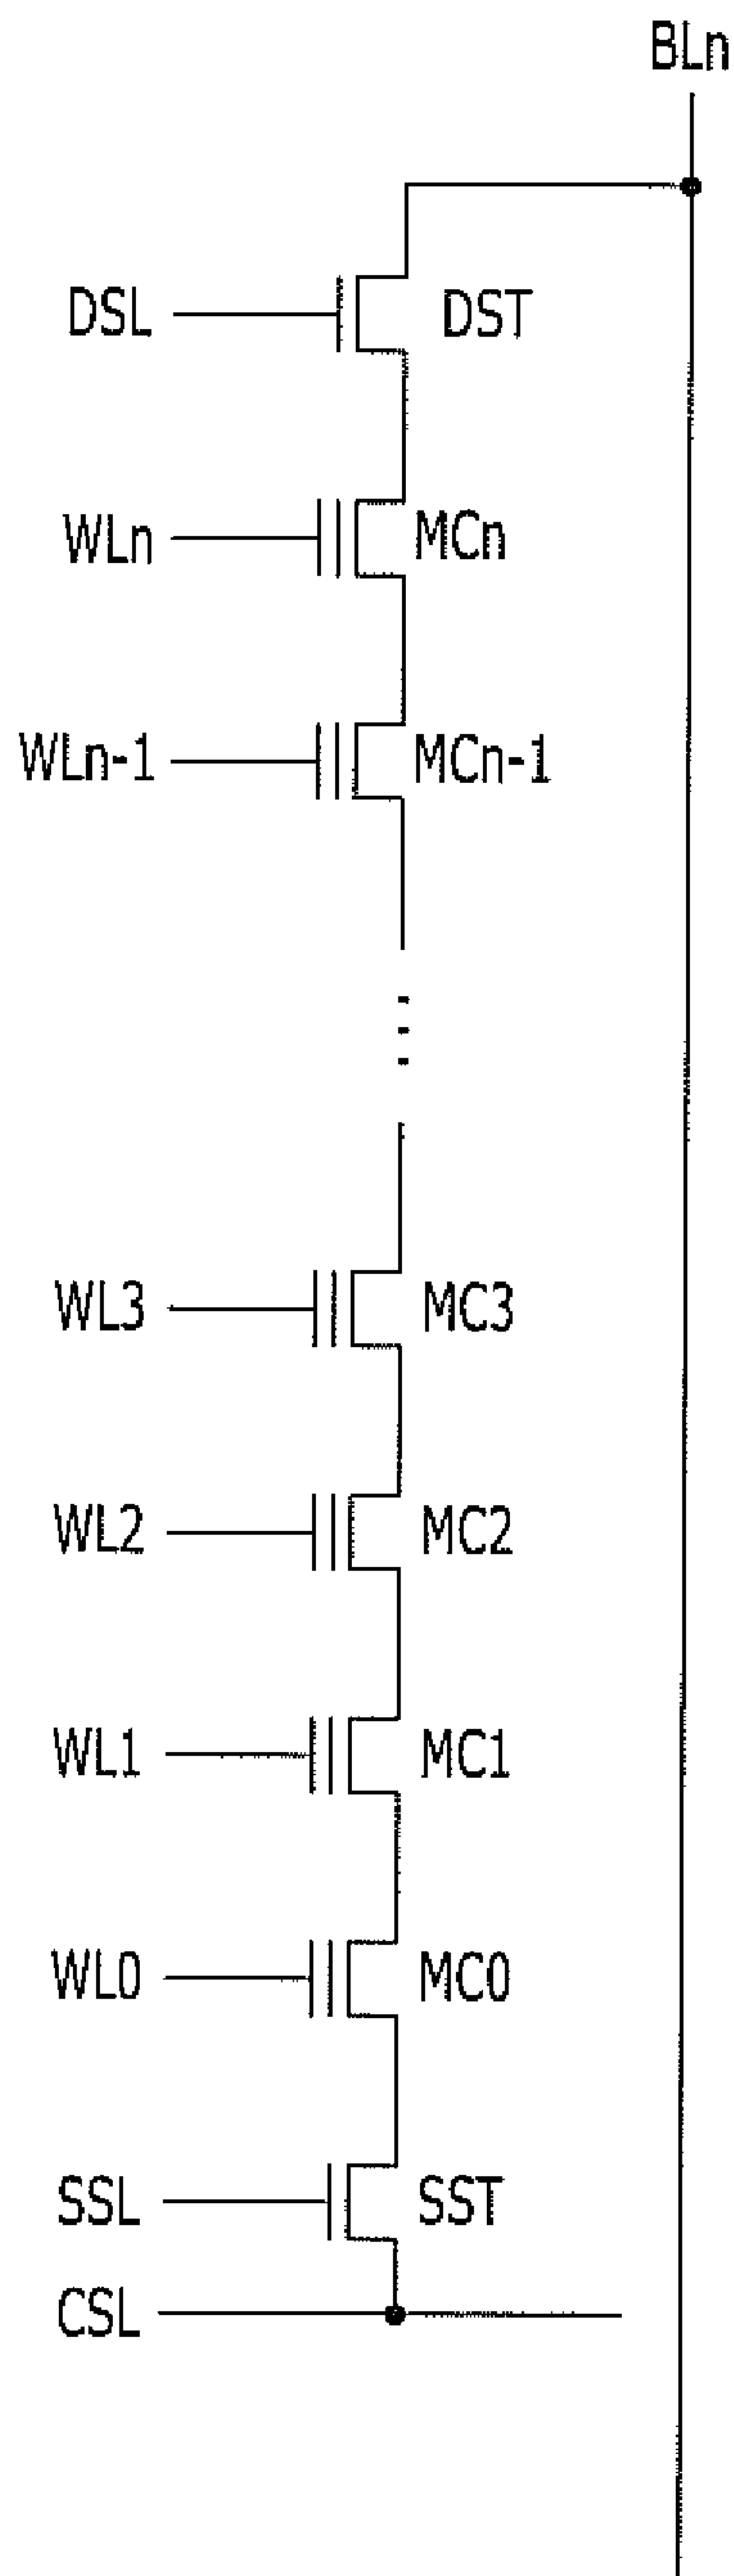 BLn
DSL DST
WLn MCn
WLn-1 MCn-1
WL3 MC3
WL2 MC2
WL1 MC1
WL0 MC0
SSL SST
CSL